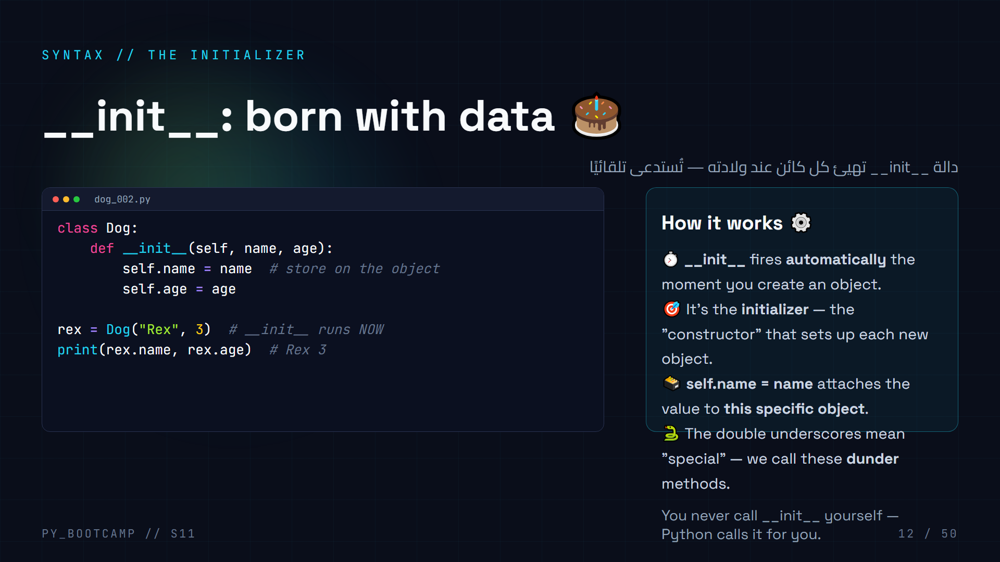 SYNTAX // THE INITIALIZER
__init__: born with data
دالة __init__ تهيئ كل كائن عند ولادته — تُستدعى تلقائيًا
dog_002.py
class Dog:
    def __init__(self, name, age):
        self.name = name  # store on the object
        self.age = age
rex = Dog("Rex", 3)  # __init__ runs NOW
print(rex.name, rex.age)  # Rex 3
How it works
__init__ fires automatically the
moment you create an object.
It’s the initializer — the
”constructor” that sets up each new
object.
self.name = name attaches the
value to this specific object.
The double underscores mean
”special” — we call these dunder
methods.
You never call __init__ yourself —
Python calls it for you.
PY_BOOTCAMP // S11
12 / 50